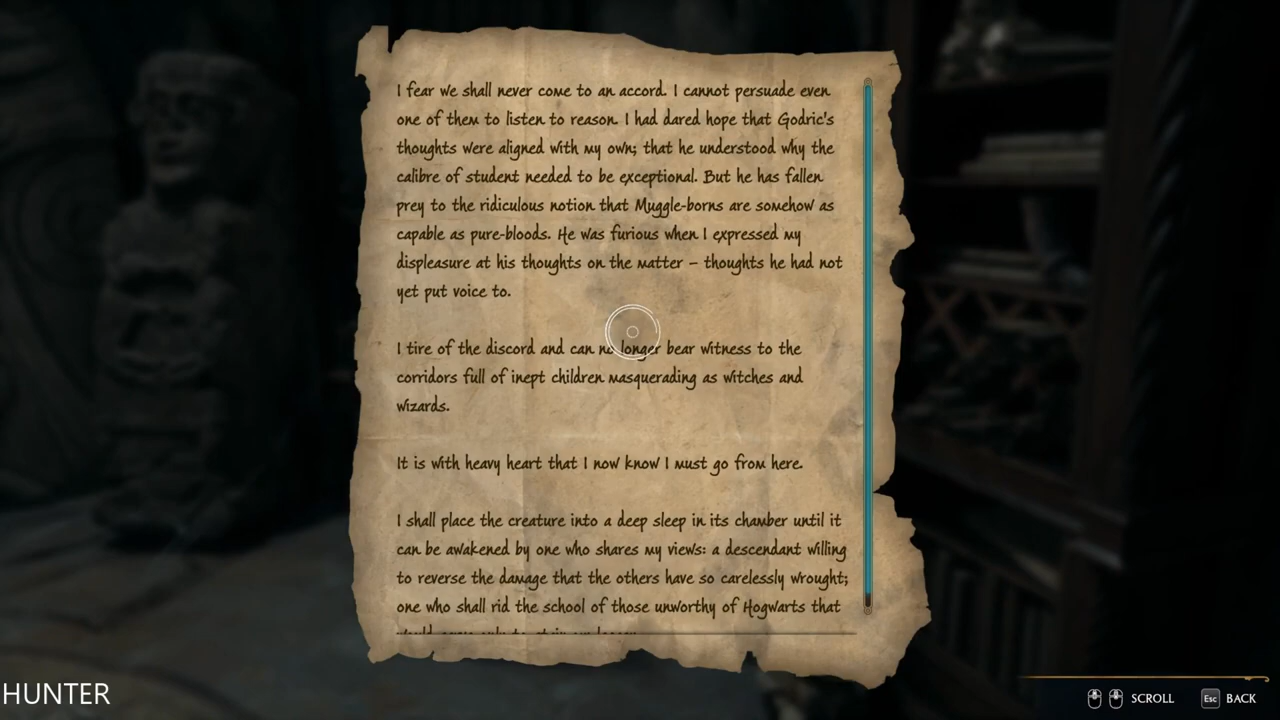 I fear we shall never come to an accord. I cannot persuade even
one of them to listen to reason. I had dared hope that Godric's
thoughts were aligned with my own; that he understood why the
calibre of student needed to be exceptional. But he has fallen
prey to the ridiculous notion that Muggle-borns are somehow as
capable as pure-bloods. He was furious when I expressed my
displeasure at his thoughts on the matter – thoughts he had not
yet put voice to.
I tire of the discord and can no longer bear witness to the
corridors full of inept children masquerading as witches and
wizards.
It is with heavy heart that I now know I must go from here.
I shall place the creature into a deep sleep in its chamber until it
can be awakened by one who shares my views: a descendant willing
to reverse the damage that the others have so carelessly wrought;
one who shall rid the school of those unworthy of Hogwarts that
HUNTER
SCROLL
Esc BACK